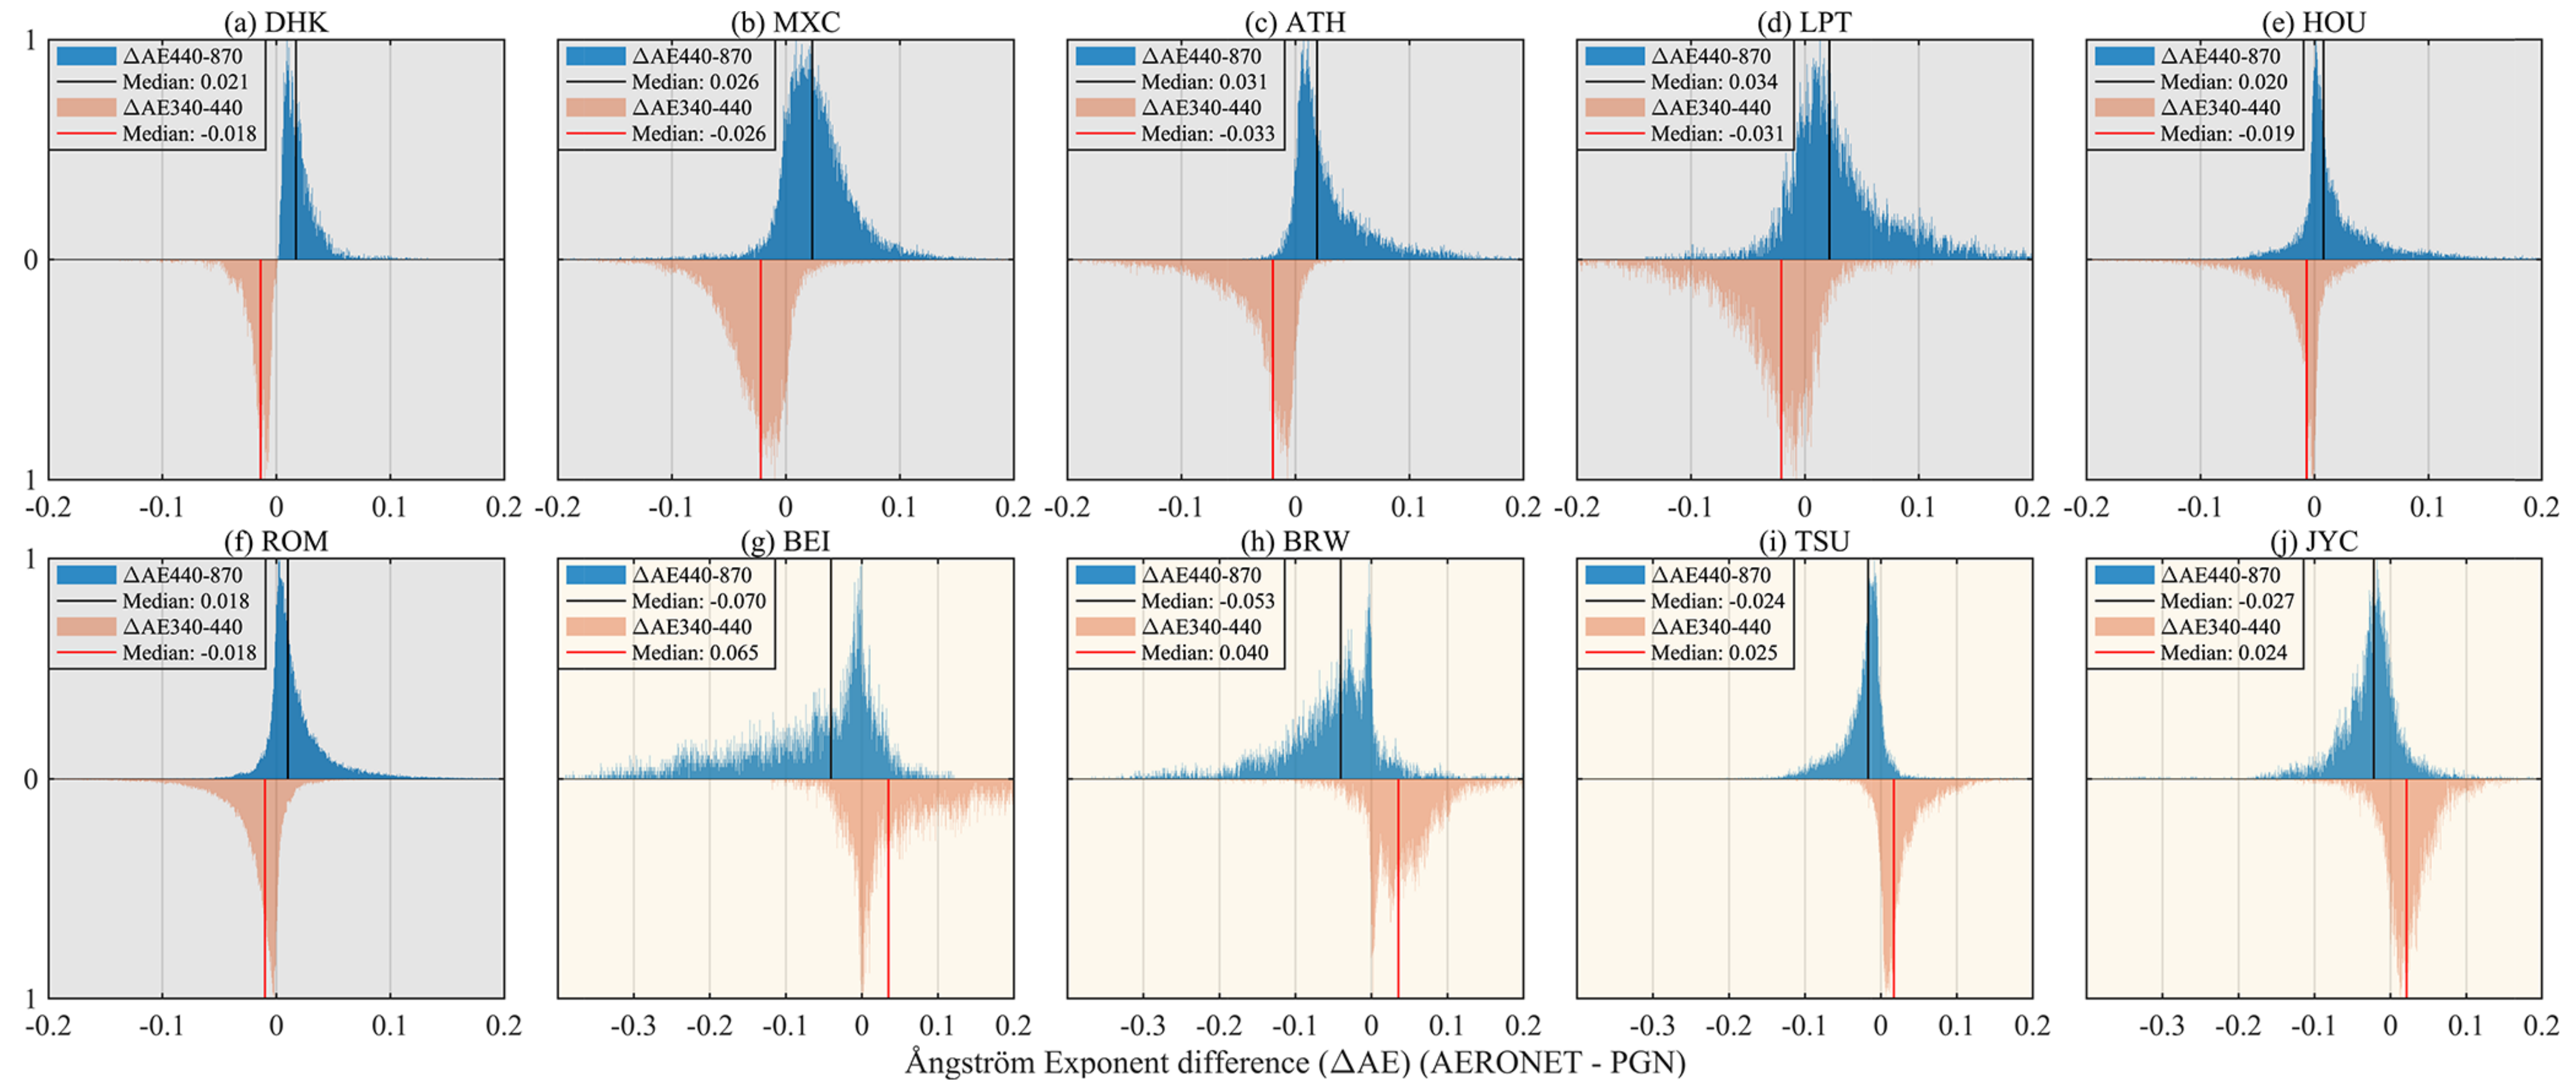 (a) DHK
(b) MXC
(c) ATH
(d) LPT
(e) HOU
1
ΔAE440-870
Median: 0.021
ΔAE340-440
Median: -0.018
0
1
-0.2 -0.1 0 0.1 0.2
ΔAE440-870
Median: 0.026
ΔAE340-440
Median: -0.026
-0.2 -0.1 0 0.1 0.2
ΔAE440-870
Median: 0.031
ΔAE340-440
Median: -0.033
-0.2 -0.1 0 0.1 0.2
ΔAE440-870
Median: 0.034
ΔAE340-440
Median: -0.031
-0.2 -0.1 0 0.1 0.2
ΔAE440-870
Median: 0.020
ΔAE340-440
Median: -0.019
-0.2 -0.1 0 0.1 0.2
(f) ROM
(g) BEI
(h) BRW
(i) TSU
(j) JYC
1
ΔAE440-870
Median: 0.018
ΔAE340-440
Median: -0.018
0
1
-0.2 -0.1 0 0.1 0.2
ΔAE440-870
Median: -0.070
ΔAE340-440
Median: 0.065
-0.3 -0.2 -0.1 0 0.1 0.2
ΔAE440-870
Median: -0.053
ΔAE340-440
Median: 0.040
-0.3 -0.2 -0.1 0 0.1 0.2
ΔAE440-870
Median: -0.024
ΔAE340-440
Median: 0.025
-0.3 -0.2 -0.1 0 0.1 0.2
ΔAE440-870
Median: -0.027
ΔAE340-440
Median: 0.024
-0.3 -0.2 -0.1 0 0.1 0.2
Ångström Exponent difference (ΔAE) (AERONET - PGN)